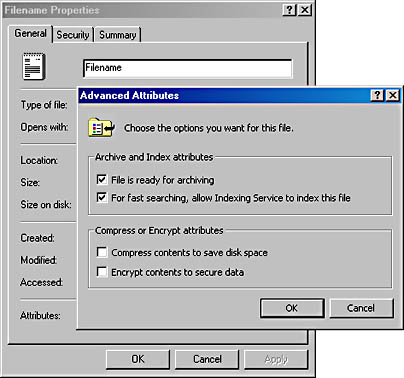 Filename Properties
General Security Summary
Filename
Type of file:
Opens with:
Location:
Size:
Size on disk:
Created:
Modified:
Accessed:
Attributes:
OK Cancel Apply
Advanced Attributes
Choose the options you want for this file.
Archive and Index attributes
File is ready for archiving
For fast searching, allow Indexing Service to index this file
Compress or Encrypt attributes
Compress contents to save disk space
Encrypt contents to secure data
OK Cancel